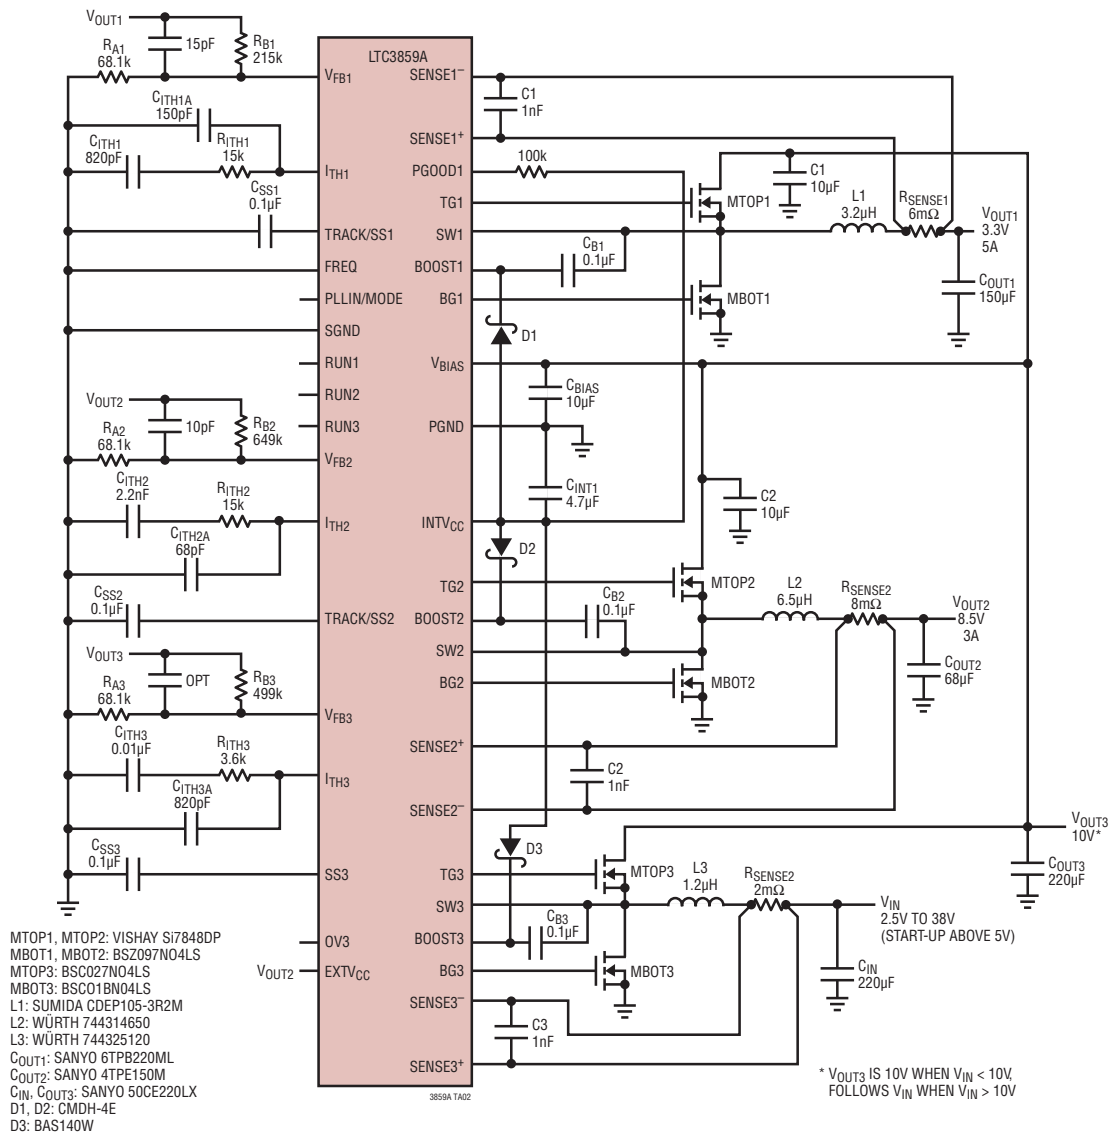 VOUT1
RA1
68.1k
15pF
RB1
215k
CITH1A
150pF
CITH1
820pF
RITH1
15k
CSS1
0.1µF
VOUT2
RA2
68.1k
10pF
RB2
649k
CITH2
2.2nF
RITH2
15k
CITH2A
68pF
CSS2
0.1µF
VOUT3
RA3
68.1k
OPT
RB3
499k
CITH3
0.01µF
RITH3
3.6k
CITH3A
820pF
CSS3
0.1µF
VOUT2
LTC3859A
VFB1
ITH1
TRACK/SS1
FREQ
PLLIN/MODE
SGND
RUN1
RUN2
RUN3
VFB2
ITH2
TRACK/SS2
VFB3
ITH3
SS3
OV3
EXTVCC
SENSE1–
SENSE1+
PGOOD1
TG1
SW1
BOOST1
BG1
VBIAS
PGND
INTVCC
TG2
BOOST2
SW2
BG2
SENSE2+
SENSE2–
TG3
SW3
BOOST3
BG3
SENSE3–
SENSE3+
C1
1nF
100k
MTOP1
C1
10µF
L1
3.2µH
RSENSE1
6mΩ
VOUT1
3.3V
5A
CB1
0.1µF
MBOT1
COUT1
150µF
D1
CBIAS
10µF
CINT1
4.7µF
C2
10µF
D2
MTOP2
L2
6.5µH
RSENSE2
8mΩ
VOUT2
8.5V
3A
CB2
0.1µF
MBOT2
COUT2
68µF
C2
1nF
VOUT3
10V*
D3
MTOP3
L3
1.2µH
RSENSE2
2mΩ
COUT3
220µF
VIN
2.5V TO 38V
(START-UP ABOVE 5V)
CB3
0.1µF
MBOT3
CIN
220µF
C3
1nF
MTOP1, MTOP2: VISHAY Si7848DP
MBOT1, MBOT2: BSZ097NO4LS
MTOP3: BSC027NO4LS
MBOT3: BSCO1BN04LS
L1: SUMIDA CDEP105-3R2M
L2: WÜRTH 744314650
L3: WÜRTH 744325120
COUT1: SANYO 6TPB220ML
COUT2: SANYO 4TPE150M
CIN, COUT3: SANYO 50CE220LX
D1, D2: CMDH-4E
D3: BAS140W
3859A TA02
* VOUT3 IS 10V WHEN VIN < 10V,
FOLLOWS VIN WHEN VIN > 10V